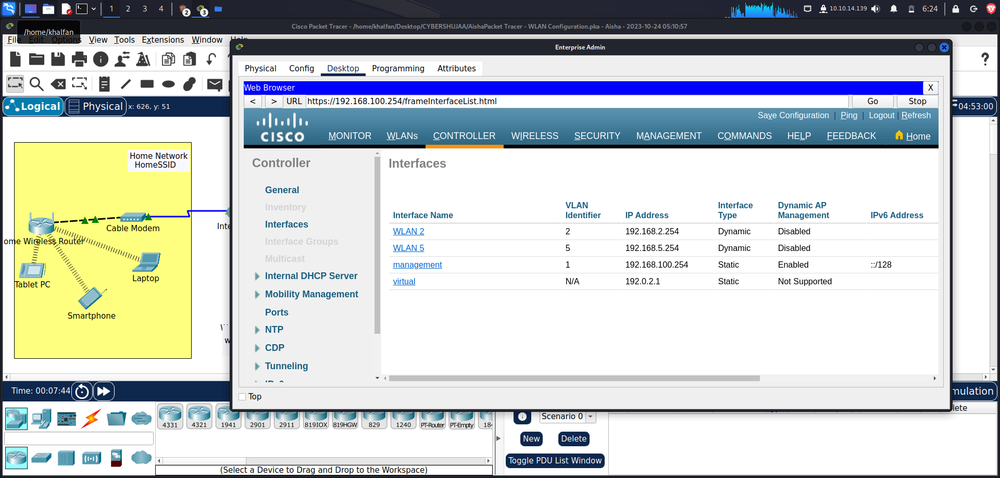 1 2 3 4 2 3 10.10.14.139 6:24
Cisco Packet Tracer - /home/khalfan/Desktop/CYBERSHUJAA/AishaPacket Tracer - WLAN Configuration.pka - Aisha - 2023-10-24 05:10:57
/home/khalfan
File Edit Options View Tools Extensions Window Help
Enterprise Admin
Physical Config Desktop Programming Attributes
Web Browser X
< > URL https://192.168.100.254/frameInterfaceList.html Go Stop
Logical Physical x: 626, y: 51
04:53:00
Save Configuration | Ping | Logout | Refresh
CISCO
MONITOR WLANs CONTROLLER WIRELESS SECURITY MANAGEMENT COMMANDS HELP FEEDBACK Home
Home Network
HomeSSID
Cable Modem
Inte
ome Wireless Router
Tablet PC
Laptop
Smartphone
w
Controller
General
Inventory
Interfaces
Interface Groups
Multicast
Internal DHCP Server
Mobility Management
Ports
NTP
CDP
Tunneling
Interfaces
Interface Name VLAN Identifier IP Address Interface Type Dynamic AP Management IPv6 Address
WLAN 2 2 192.168.2.254 Dynamic Disabled
WLAN 5 5 192.168.5.254 Dynamic Disabled
management 1 192.168.100.254 Static Enabled ::/128
virtual N/A 192.0.2.1 Static Not Supported
Top
Time: 00:07:44
mulation
4331 4321 1941 2901 2911 819IOX 819HGW 829 1240 PT-Router PT-Empty 184
Scenario 0
lete
New Delete
Toggle PDU List Window
(Select a Device to Drag and Drop to the Workspace)